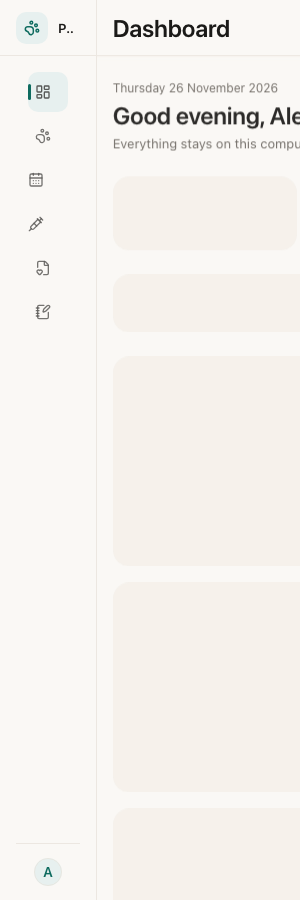 P..
Dashboard
Thursday 26 November 2026
Good evening, Ale
Everything stays on this compu
A